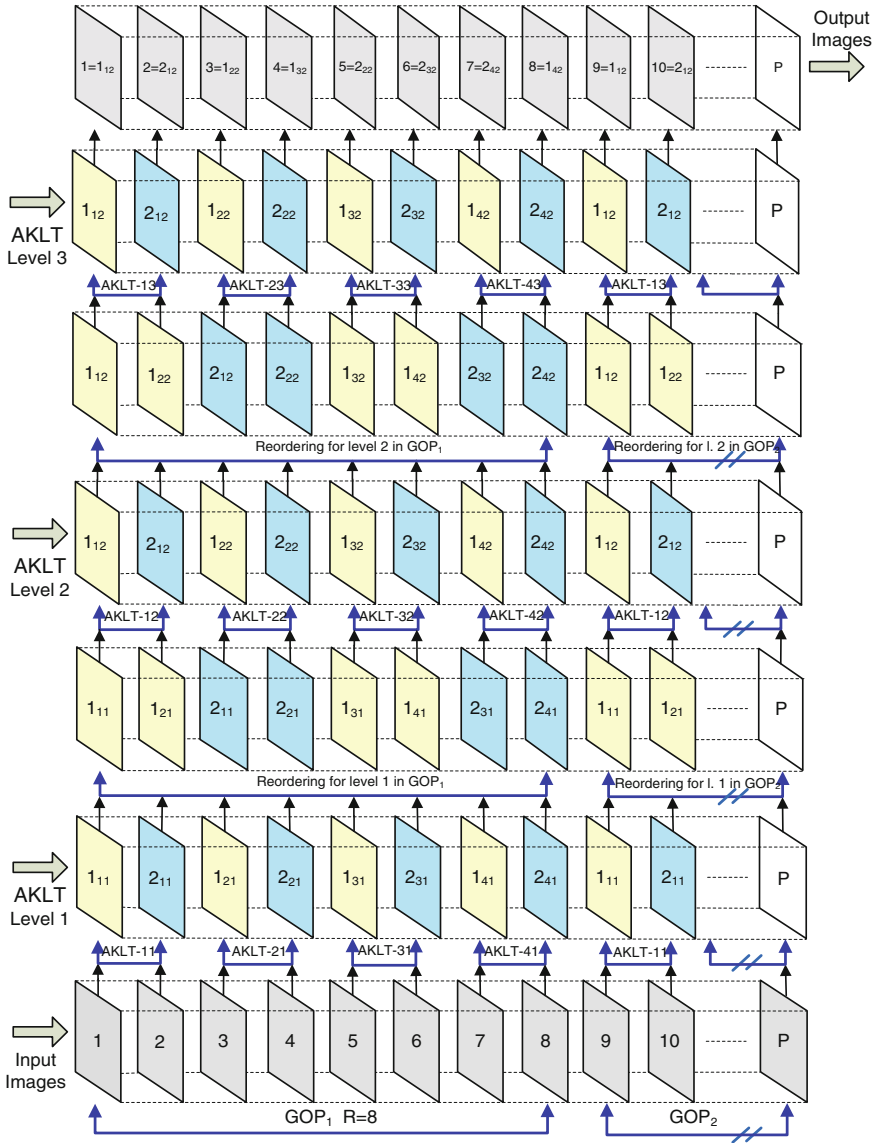 Output Images
1=1₁₂ 2=2₁₂ 3=1₂₂ 4=1₃₂ 5=2₂₂ 6=2₃₂ 7=2₄₂ 8=1₄₂ 9=1₁₂ 10=2₁₂ -------- P
1₁₂ 2₁₂ 1₂₂ 2₂₂ 1₃₂ 2₃₂ 1₄₂ 2₄₂ 1₁₂ 2₁₂ -------- P
AKLT Level 3
AKLT-13 AKLT-23 AKLT-33 AKLT-43 AKLT-13
1₁₂ 1₂₂ 2₁₂ 2₂₂ 1₃₂ 1₄₂ 2₃₂ 2₄₂ 1₁₂ 1₂₂ -------- P
Reordering for level 2 in GOP₁ Reordering for l. 2 in GOP₂
1₁₂ 2₁₂ 1₂₂ 2₂₂ 1₃₂ 2₃₂ 1₄₂ 2₄₂ 1₁₂ 2₁₂ -------- P
AKLT Level 2
AKLT-12 AKLT-22 AKLT-32 AKLT-42 AKLT-12
1₁₁ 1₂₁ 2₁₁ 2₂₁ 1₃₁ 1₄₁ 2₃₁ 2₄₁ 1₁₁ 1₂₁ -------- P
Reordering for level 1 in GOP₁ Reordering for l. 1 in GOP₂
1₁₁ 2₁₁ 1₂₁ 2₂₁ 1₃₁ 2₃₁ 1₄₁ 2₄₁ 1₁₁ 2₁₁ -------- P
AKLT Level 1
AKLT-11 AKLT-21 AKLT-31 AKLT-41 AKLT-11
1 2 3 4 5 6 7 8 9 10 -------- P
Input Images
GOP₁ R=8 GOP₂